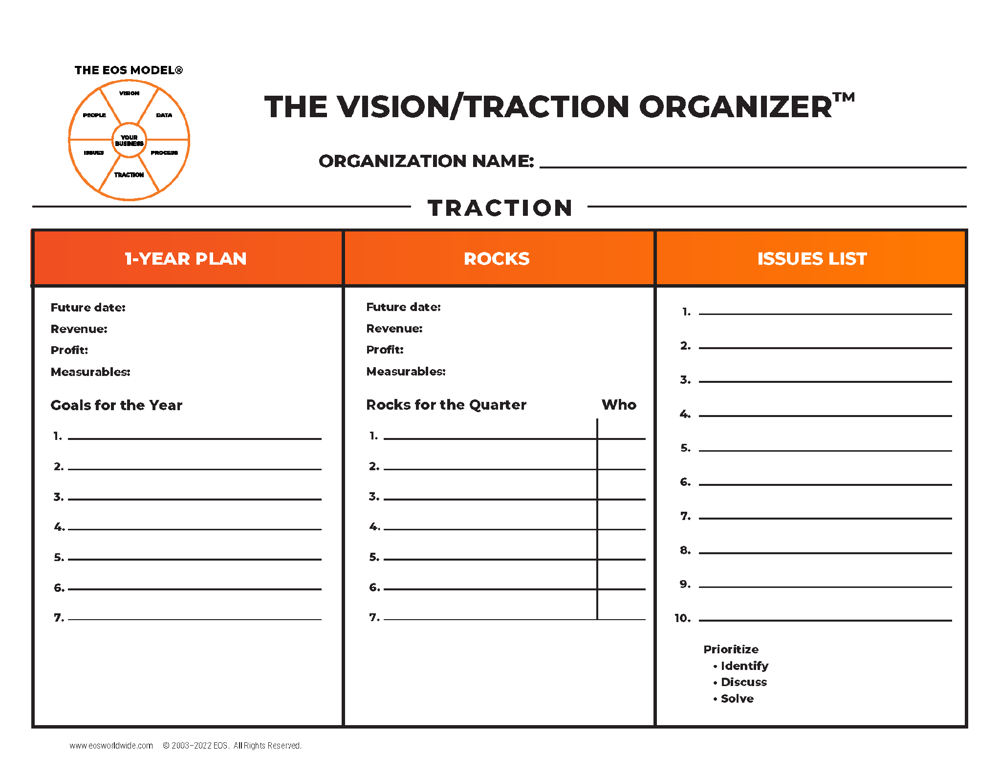 THE EOS MODEL®
VISION
PEOPLE
DATA
YOUR
BUSINESS
ISSUES
PROCESS
TRACTION
THE VISION/TRACTION ORGANIZER™
ORGANIZATION NAME:
TRACTION
1-YEAR PLAN
Future date:
Revenue:
Profit:
Measurables:
Goals for the Year
1.
2.
3.
4.
5.
6.
7.
ROCKS
Future date:
Revenue:
Profit:
Measurables:
Rocks for the Quarter Who
1.
2.
3.
4.
5.
6.
7.
ISSUES LIST
1.
2.
3.
4.
5.
6.
7.
8.
9.
10.
Prioritize
• Identify
• Discuss
• Solve
www.eosworldwide.com © 2003–2022 EOS. All Rights Reserved.